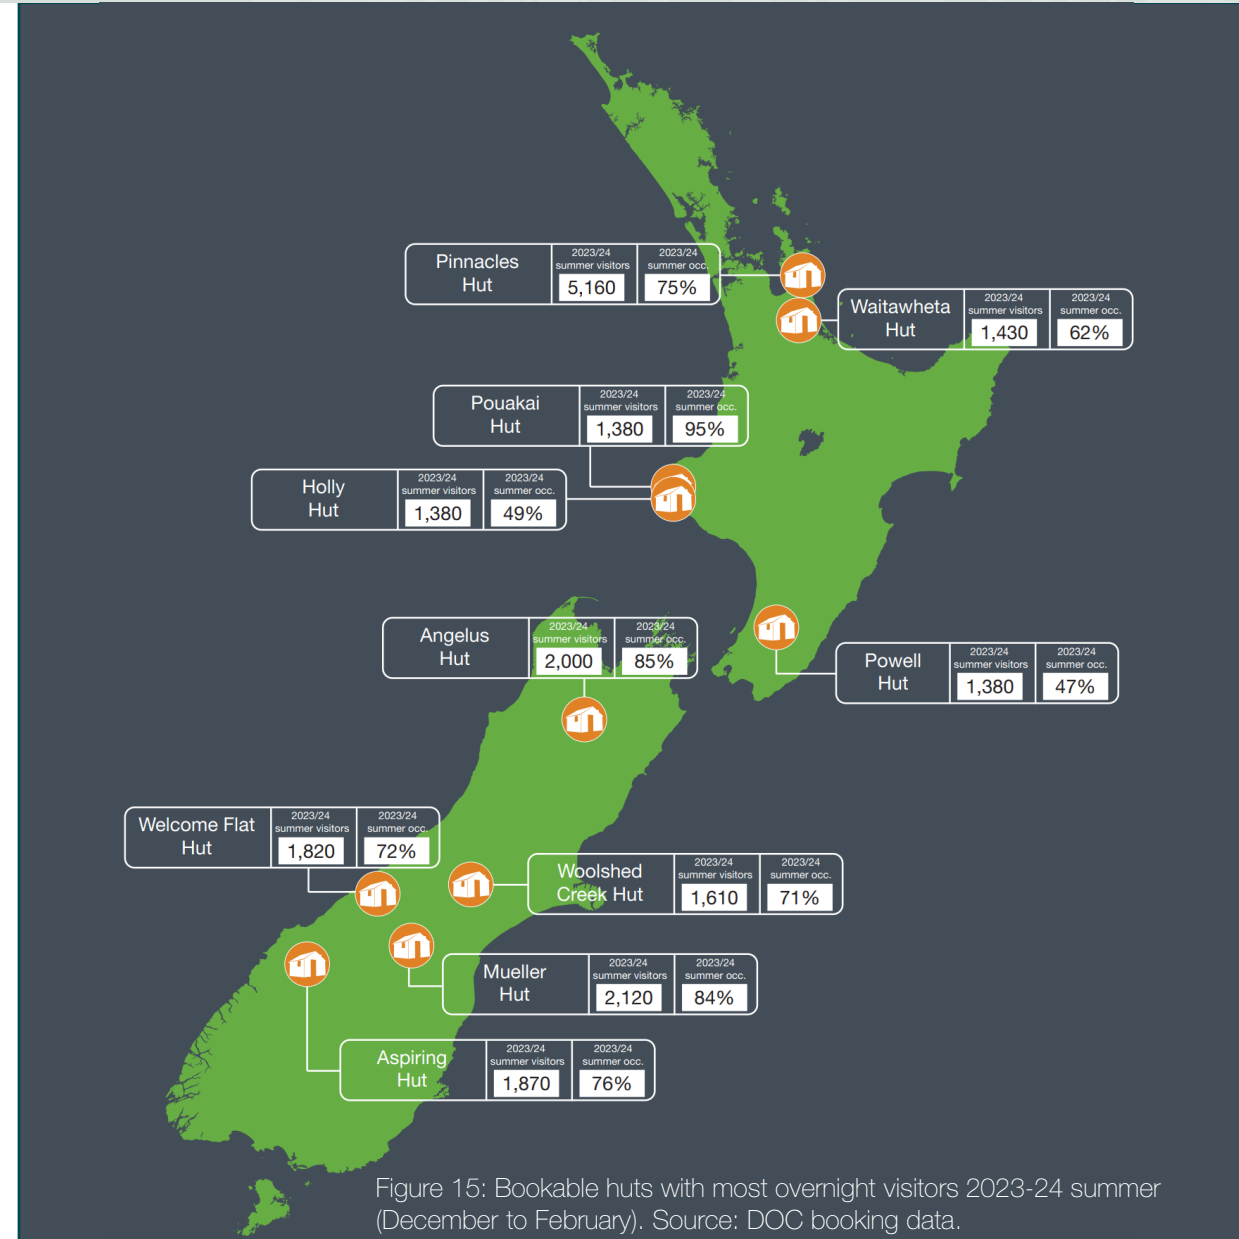 Pinnacles
Hut
2023/24
summer visitors
5,160
2023/24
summer occ.
75%
Waitawheta
Hut
2023/24
summer visitors
1,430
2023/24
summer occ.
62%
Pouakai
Hut
2023/24
summer visitors
1,380
2023/24
summer occ.
95%
Holly
Hut
2023/24
summer visitors
1,380
2023/24
summer occ.
49%
Angelus
Hut
2023/24
summer visitors
2,000
2023/24
summer occ.
85%
Powell
Hut
2023/24
summer visitors
1,380
2023/24
summer occ.
47%
Welcome Flat
Hut
2023/24
summer visitors
1,820
2023/24
summer occ.
72%
Woolshed
Creek Hut
2023/24
summer visitors
1,610
2023/24
summer occ.
71%
Mueller
Hut
2023/24
summer visitors
2,120
2023/24
summer occ.
84%
Aspiring
Hut
2023/24
summer visitors
1,870
2023/24
summer occ.
76%
Figure 15: Bookable huts with most overnight visitors 2023-24 summer
(December to February). Source: DOC booking data.